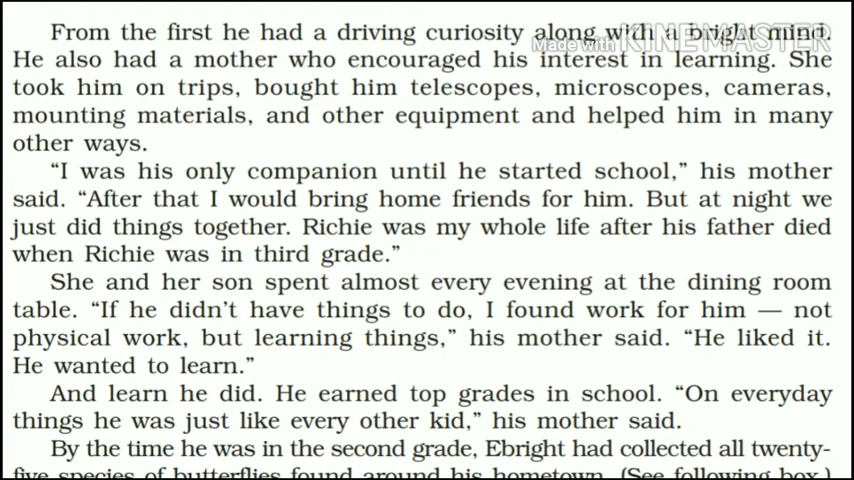 From the first he had a driving curiosity along with a bright mind.
Made with KINEMASTER
He also had a mother who encouraged his interest in learning. She
took him on trips, bought him telescopes, microscopes, cameras,
mounting materials, and other equipment and helped him in many
other ways.
“I was his only companion until he started school,” his mother
said. “After that I would bring home friends for him. But at night we
just did things together. Richie was my whole life after his father died
when Richie was in third grade.”
She and her son spent almost every evening at the dining room
table. “If he didn’t have things to do, I found work for him — not
physical work, but learning things,” his mother said. “He liked it.
He wanted to learn.”
And learn he did. He earned top grades in school. “On everyday
things he was just like every other kid,” his mother said.
By the time he was in the second grade, Ebright had collected all twenty-
five species of butterflies found around his hometown. (See following box.)